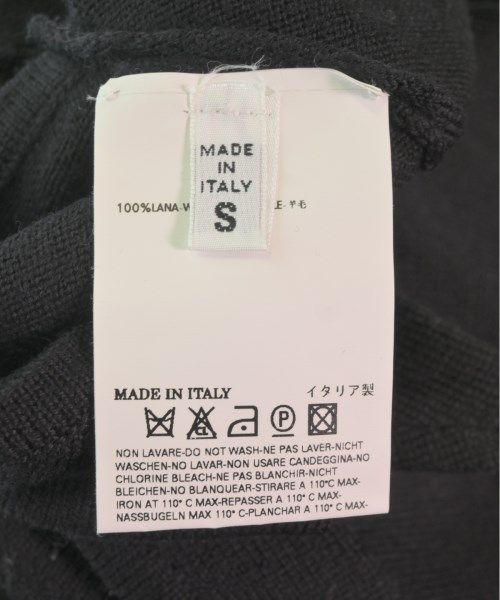 MADE
IN
ITALY
S
100%LANA-W
E-羊毛
MADE IN ITALY
イタリア製
P
NON LAVARE-DO NOT WASH-NE PAS LAVER-NICHT
WASCHEN-NO LAVAR-NON USARE CANDEGGINA-NO
CHLORINE BLEACH-NE PAS BLANCHIR-NICHT
BLEICHEN-NO BLANQUEAR-STIRARE A 110°C MAX-
IRON AT 110° C MAX-REPASSER A 110° C MAX-
NASSBUGELN MAX 110° C-PLANCHAR A 110° C MAX-